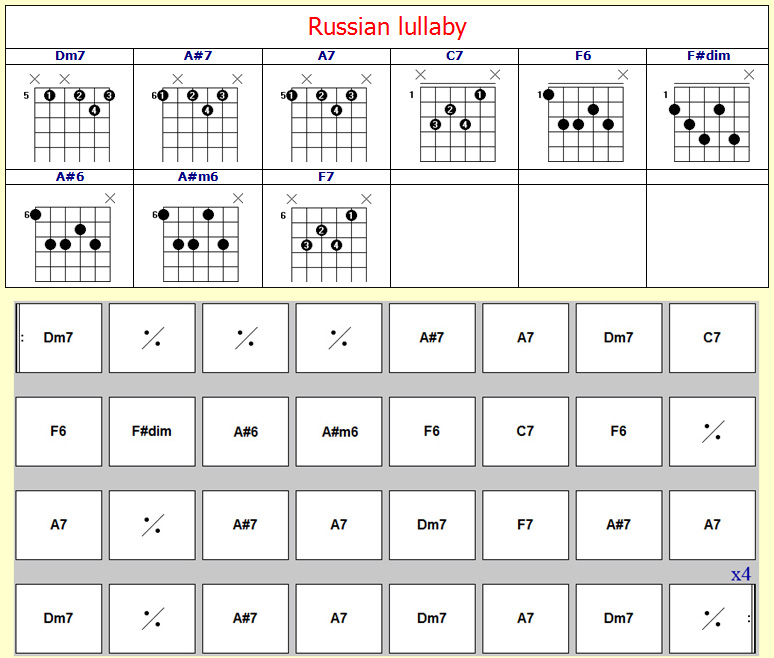 Russian lullaby
Dm7 A#7 A7 C7 F6 F#dim
5 1 2 3 4
6 1 2 3 4
5 1 2 3 4
1 1 2 3 4
1
1
A#6 A#m6 F7
6
6
6 1 2 3 4
Dm7 A#7 A7 Dm7 C7
F6 F#dim A#6 A#m6 F6 C7 F6
A7 A#7 A7 Dm7 F7 A#7 A7
x4
Dm7 A#7 A7 Dm7 A7 Dm7